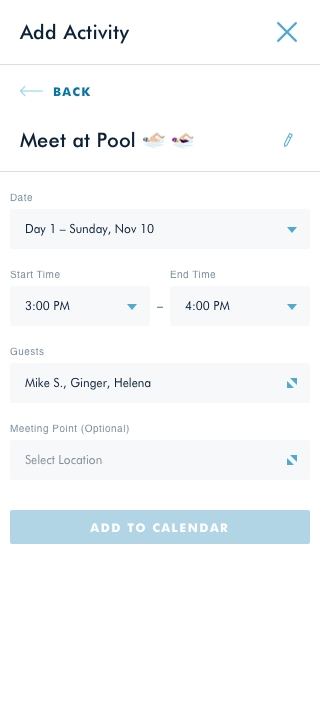 Add Activity
BACK
Meet at Pool 🏊🏼 🏊🏼‍♀️
Date
Day 1 – Sunday, Nov 10
Start Time
End Time
3:00 PM – 4:00 PM
Guests
Mike S., Ginger, Helena
Meeting Point (Optional)
Select Location
ADD TO CALENDAR